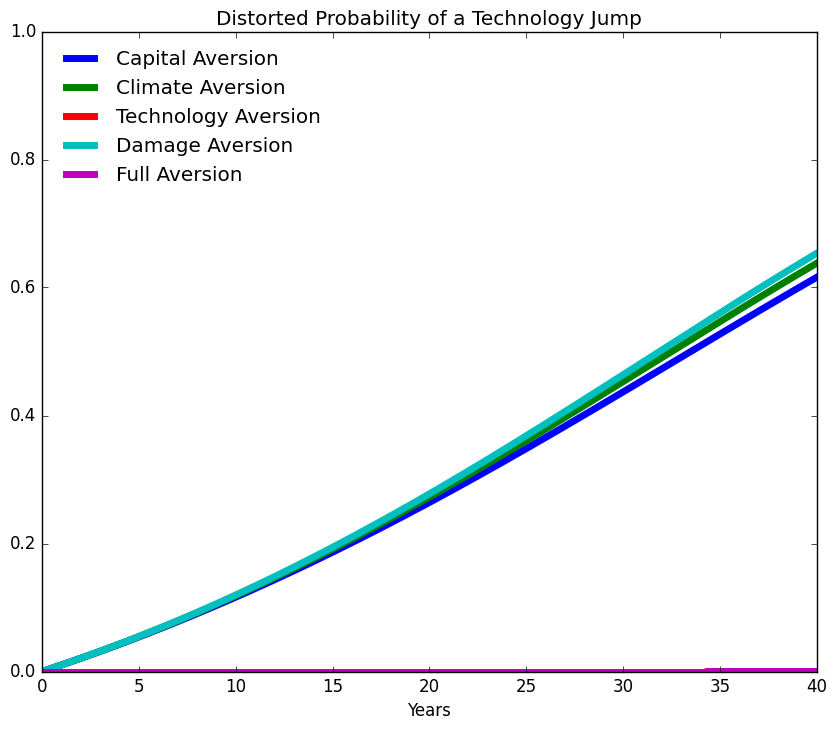 Distorted Probability of a Technology Jump
1.0
Capital Aversion
Climate Aversion
Technology Aversion
Damage Aversion
Full Aversion
0.8
0.6
0.4
0.2
0.0
0 5 10 15 20 25 30 35 40
Years